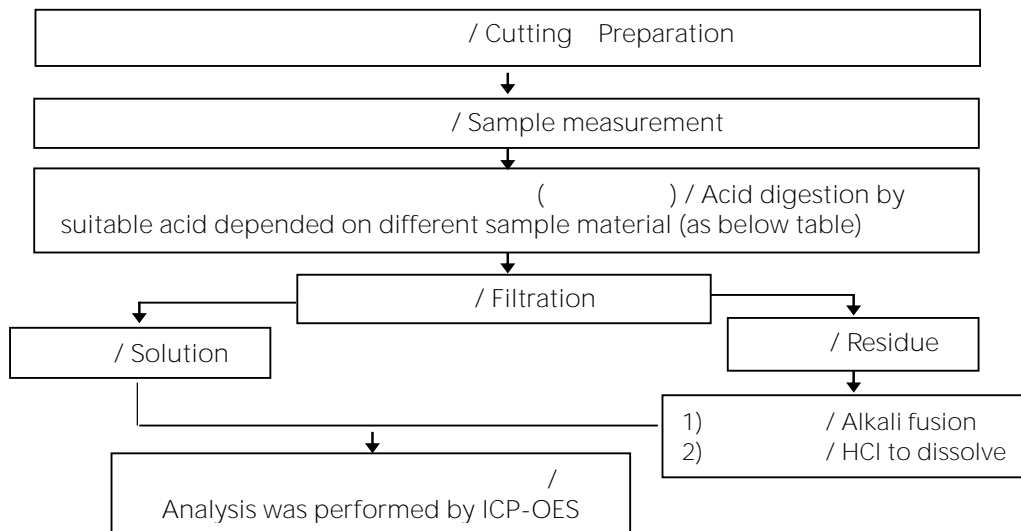 / Cutting Preparation
/ Sample measurement
( ) / Acid digestion by
suitable acid depended on different sample material (as below table)
/ Filtration
/ Solution
/ Residue
1) / Alkali fusion
2) / HCl to dissolve
/
Analysis was performed by ICP-OES